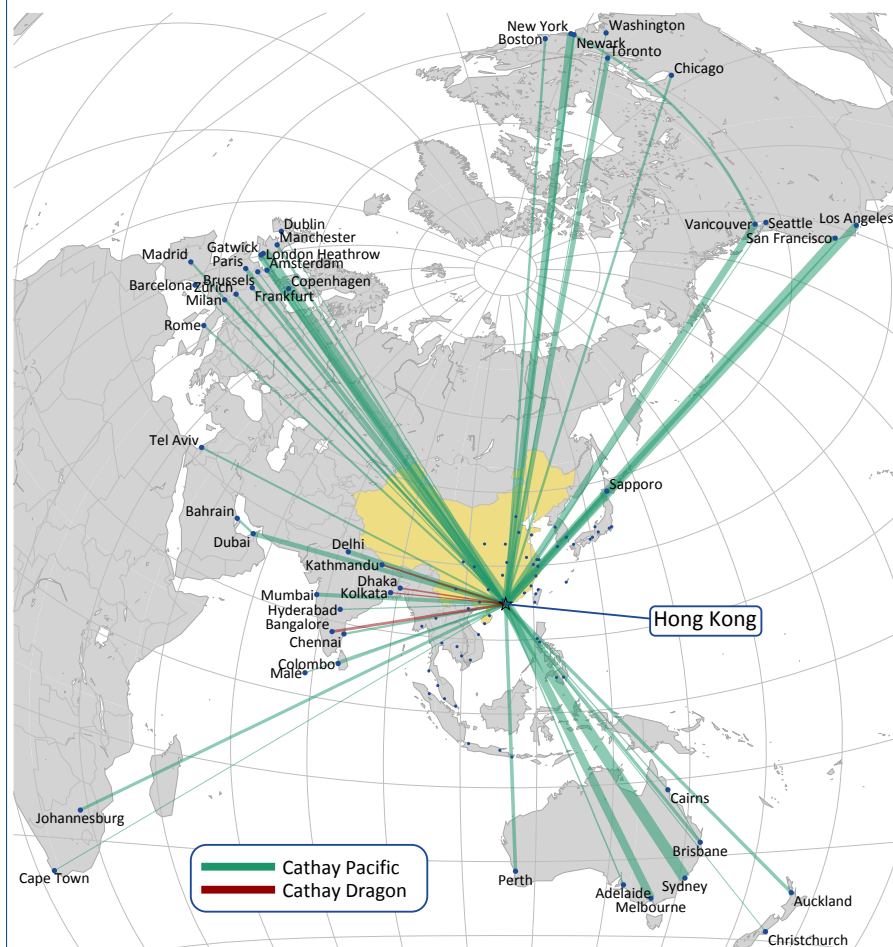 New York
Washington
Boston
Newark
Toronto
Chicago
Dublin
Manchester
Gatwick
London Heathrow
Madrid
Paris
Amsterdam
Barcelona
Brussels
Copenhagen
Zurich
Frankfurt
Milan
Rome
Vancouver
Seattle
Los Angeles
San Francisco
Tel Aviv
Sapporo
Bahrain
Dubai
Delhi
Kathmandu
Dhaka
Mumbai
Kolkata
Hyderabad
Bangalore
Chennai
Hong Kong
Colombo
Male
Johannesburg
Cairns
Brisbane
Cathay Pacific
Cathay Dragon
Cape Town
Perth
Adelaide
Sydney
Melbourne
Auckland
Christchurch